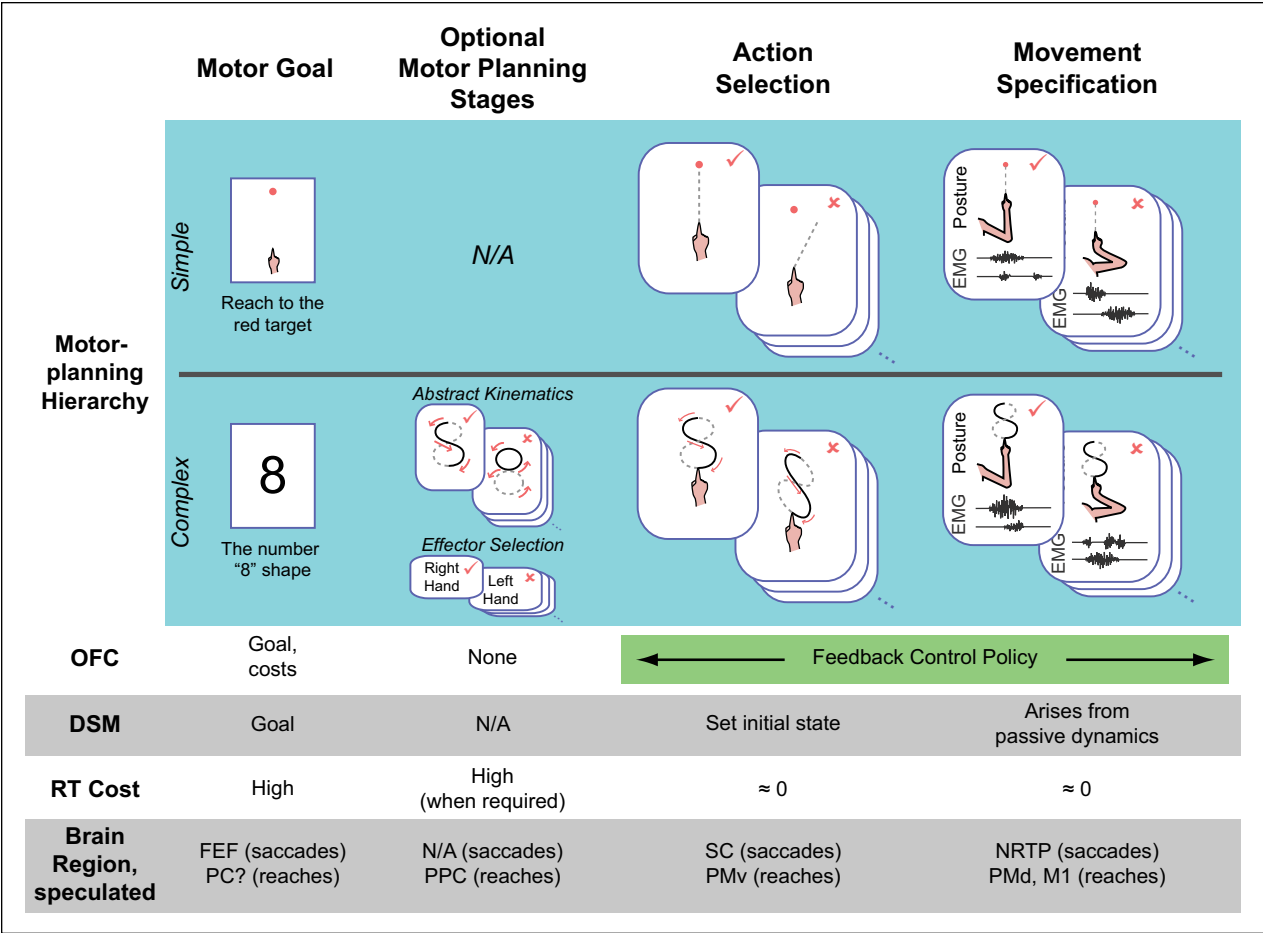 Motor Goal
Optional
Motor Planning
Stages
Action
Selection
Movement
Specification
Motor-
planning
Hierarchy
Simple
Reach to the
red target
N/A
Posture
EMG
EMG
Complex
8
The number
“8” shape
Abstract Kinematics
Effector Selection
Right
Hand
Left
Hand
Posture
EMG
EMG
OFC
Goal,
costs
None
Feedback Control Policy
DSM
Goal
N/A
Set initial state
Arises from
passive dynamics
RT Cost
High
High
(when required)
≈ 0
≈ 0
Brain
Region,
speculated
FEF (saccades)
PC? (reaches)
N/A (saccades)
PPC (reaches)
SC (saccades)
PMv (reaches)
NRTP (saccades)
PMd, M1 (reaches)